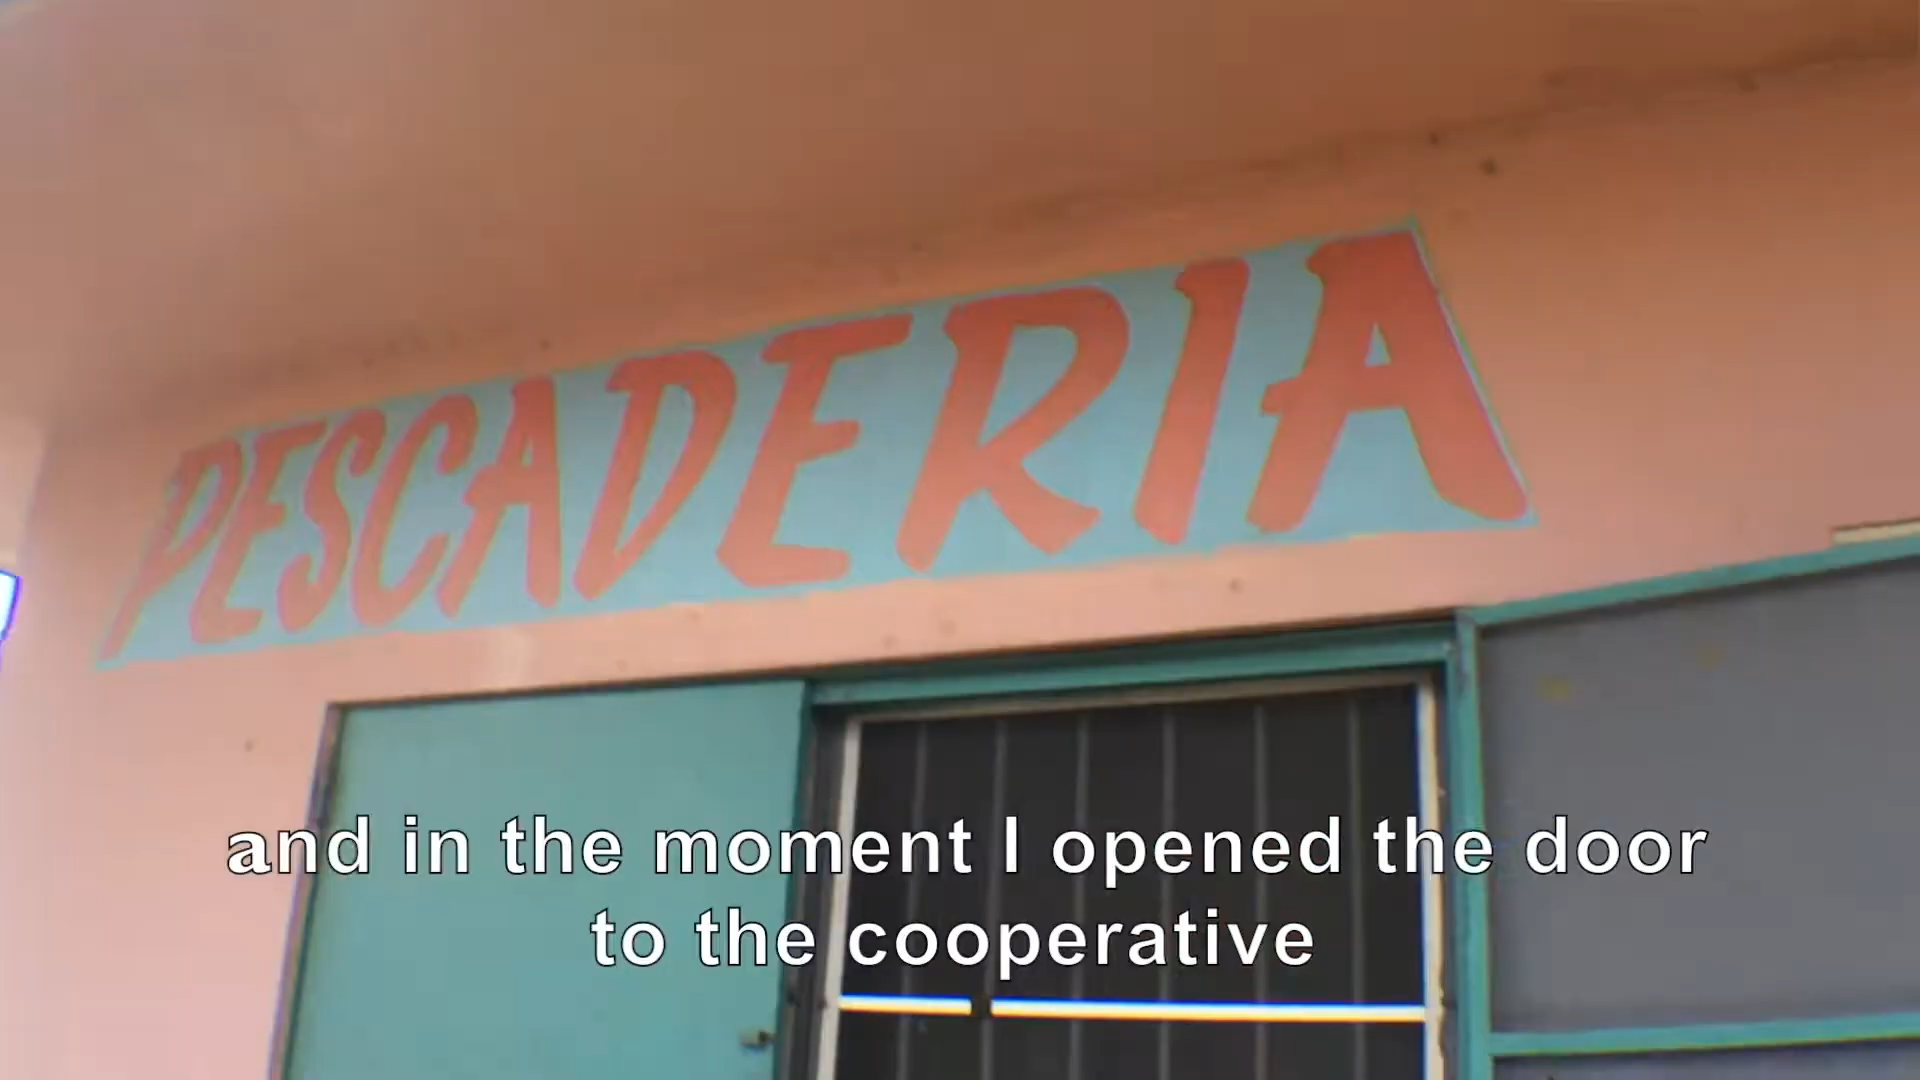 PESCADERIA
and in the moment I opened the door
to the cooperative